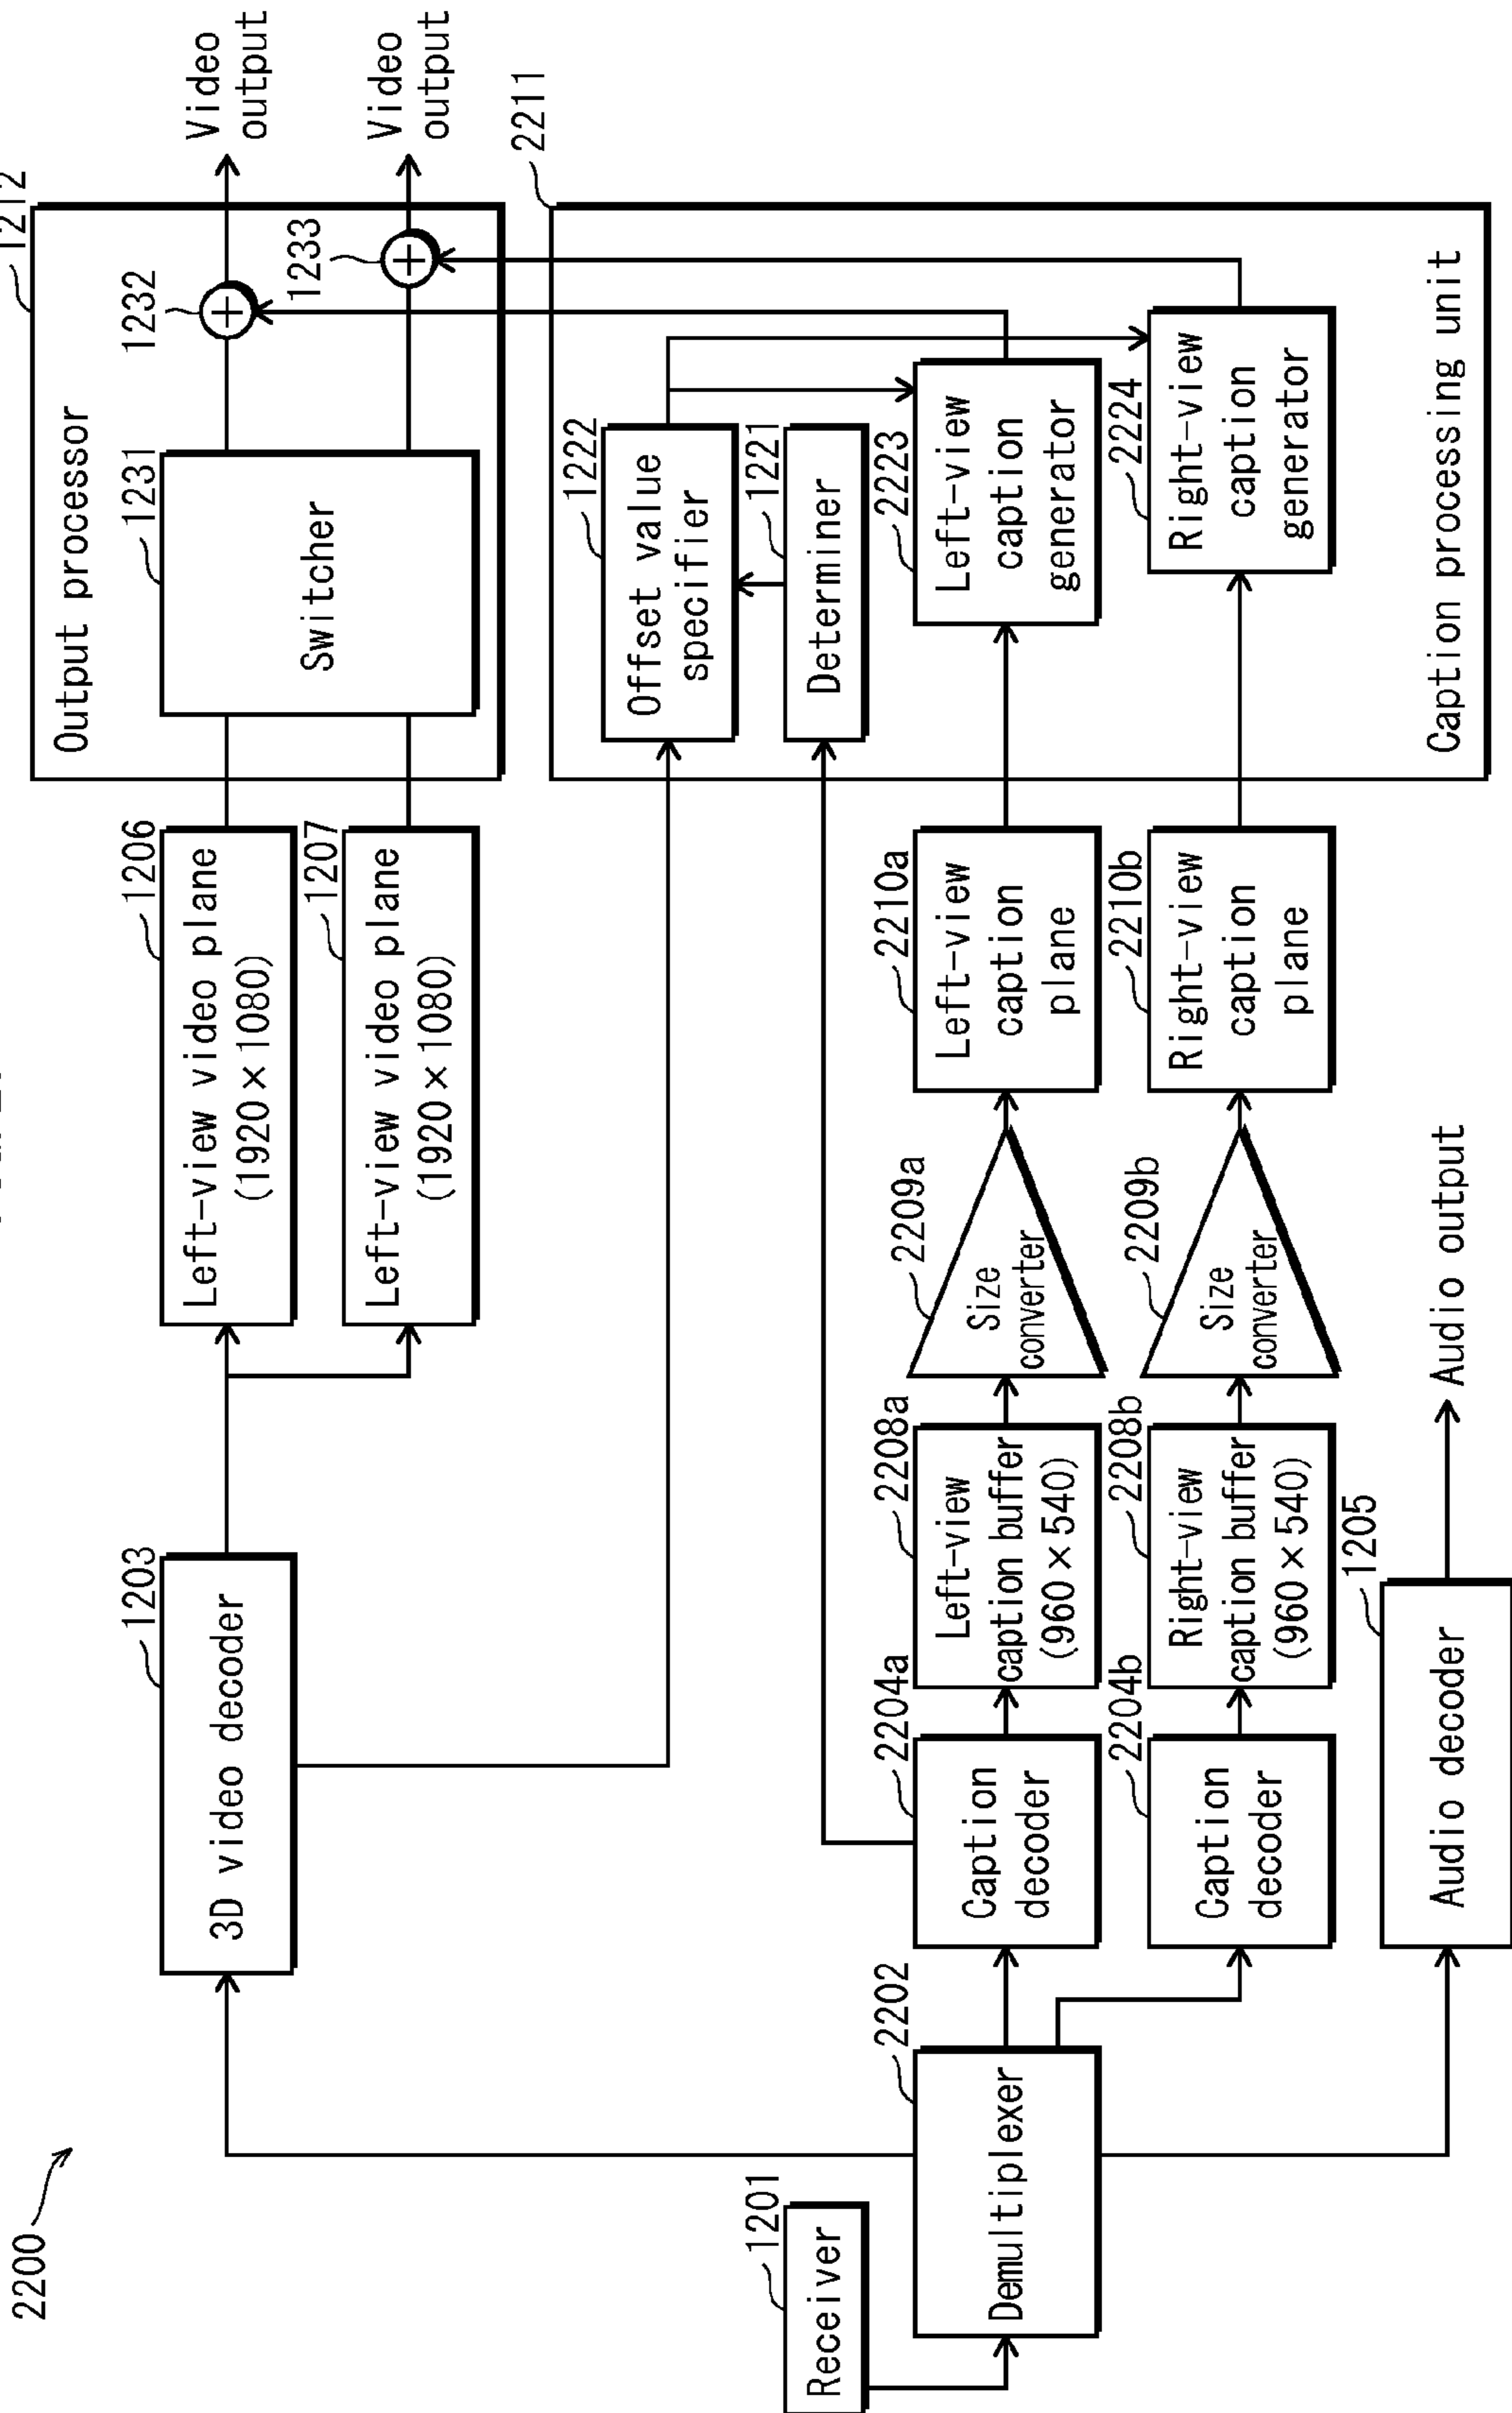 2200
1201
Receiver
2202
Demultiplexer
1203
3D video decoder
2204a
Caption
decoder
2204b
Caption
decoder
1205
Audio decoder
Audio output
2208a
Left-view
caption buffer
(960×540)
2208b
Right-view
caption buffer
(960×540)
2209a
Size
converter
2209b
Size
converter
1206
Left-view video plane
(1920×1080)
1207
Left-view video plane
(1920×1080)
2210a
Left-view
caption
plane
2210b
Right-view
caption
plane
1212
Output processor
1231
Switcher
1232
1233
Video
output
Video
output
2211
1222
Offset value
specifier
1221
Determiner
2223
Left-view
caption
generator
2224
Right-view
caption
generator
Caption processing unit